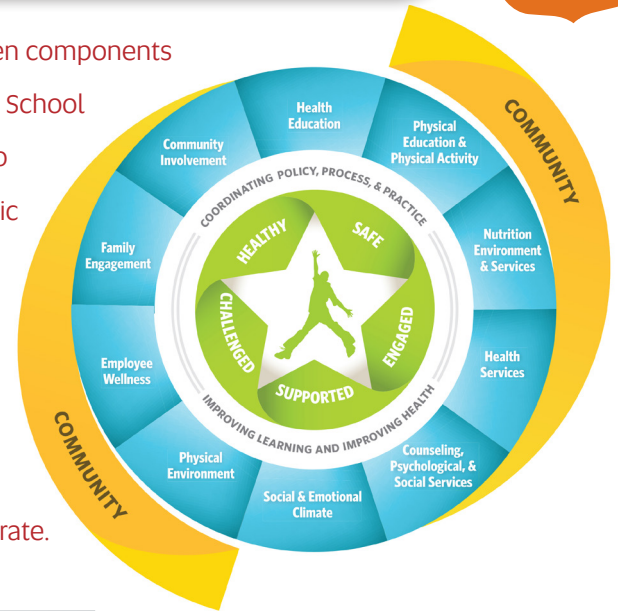 en components
School
o
ic
rate.
COMMUNITY
Health
Education
Physical
Education &
Physical Activity
Nutrition
Environment
& Services
Health
Services
Counseling,
Psychological, &
Social Services
Social & Emotional
Climate
Physical
Environment
Employee
Wellness
Family
Engagement
Community
Involvement
COORDINATING POLICY, PROCESS, & PRACTICE
IMPROVING LEARNING AND IMPROVING HEALTH
HEALTHY
SAFE
ENGAGED
SUPPORTED
CHALLENGED
COMMUNITY